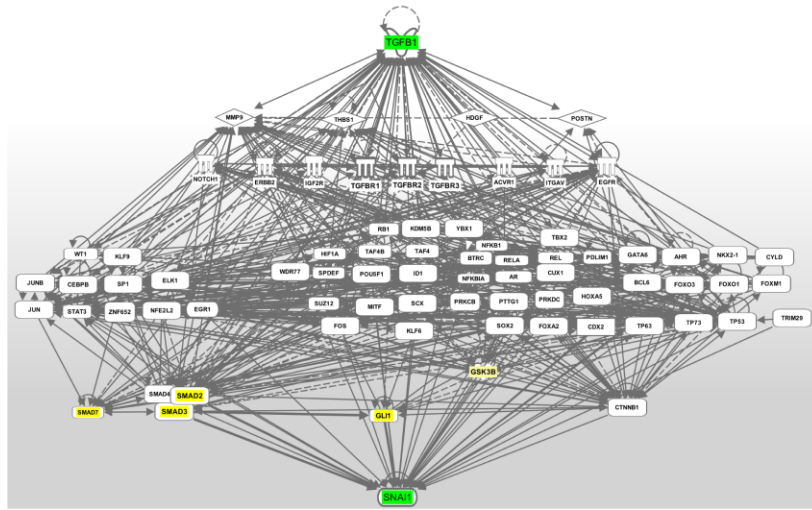 TGFB1
MMP9
THBS1
HDGF
POSTN
NOTCH1
ERBB2
IGF2R
TGFBR1
TGFBR2
TGFBR3
ACVR1
ITGAV
EGFR
RB1
KDM5B
YBX1
TBX2
WT1
KLF9
HIF1A
TAF4B
TAF4
NFKB1
BTRC
RELA
REL
PDLIM1
GATA6
AHR
NKX2-1
CYLD
JUNB
CEBPB
SP1
ELK1
WDR77
SPDEF
POU5F1
ID1
NFKBIA
AR
CUX1
BCL6
FOXO3
FOXO1
FOXM1
JUN
STAT3
ZNF652
NFE2L2
EGR1
SUZ12
MITF
SCX
PRKCB
PTTG1
PRKDC
HOXA5
FOS
KLF6
SOX2
FOXA2
CDX2
TP63
TP73
TP53
TRIM29
GSK3B
SMAD4
SMAD2
SMAD7
SMAD3
GLI1
CTNNB1
SNAI1